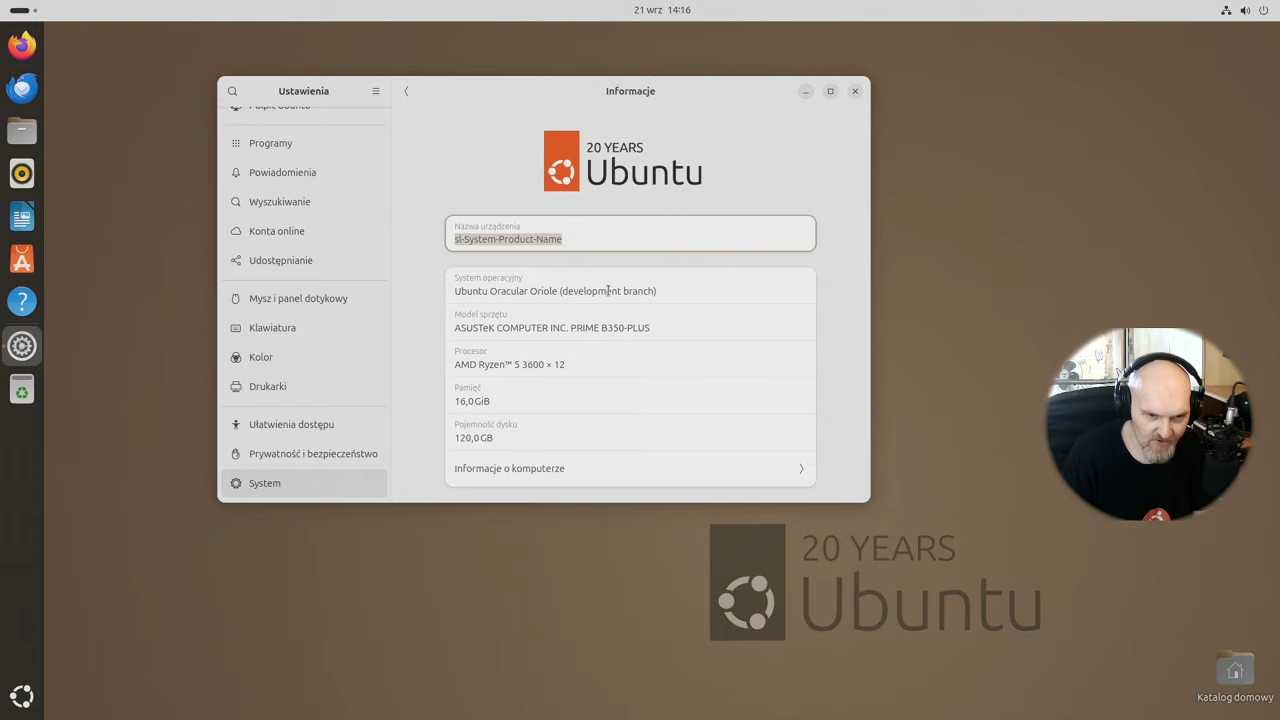 21 wrz 14:16
Ustawienia
Informacje
Pulpit Ubuntu
Programy
Powiadomienia
Wyszukiwanie
Konta online
Udostępnianie
Mysz i panel dotykowy
Klawiatura
Kolor
Drukarki
Ułatwienia dostępu
Prywatność i bezpieczeństwo
System
20 YEARS
Ubuntu
Nazwa urządzenia
sl-System-Product-Name
System operacyjny
Ubuntu Oracular Oriole (development branch)
Model sprzętu
ASUSTeK COMPUTER INC. PRIME B350-PLUS
Procesor
AMD Ryzen™ 5 3600 × 12
Pamięć
16,0 GiB
Pojemność dysku
120,0 GB
Informacje o komputerze
20 YEARS
Ubuntu
Katalog domowy